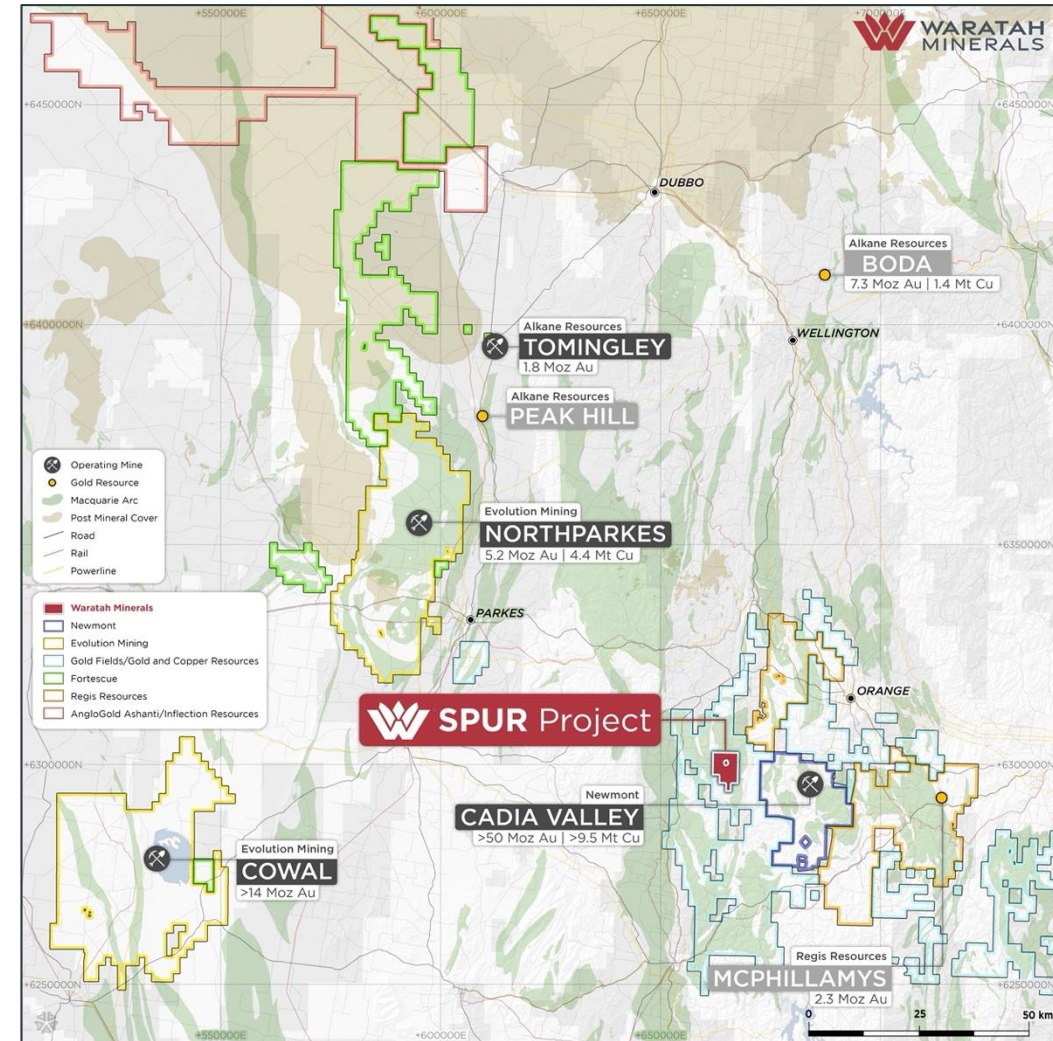 +550000E
+600000E
+650000E
+700000E
WARATAH
MINERALS
+6450000N
+6450000N
DUBBO
Alkane Resources
BODA
7.3 Moz Au | 1.4 Mt Cu
+6400000N
+6400000N
WELLINGTON
Alkane Resources
TOMINGLEY
1.8 Moz Au
Alkane Resources
PEAK HILL
Operating Mine
Gold Resource
Macquarie Arc
Post Mineral Cover
Road
Rail
Powerline
Evolution Mining
NORTHPARKES
5.2 Moz Au | 4.4 Mt Cu
+6350000N
PARKES
Waratah Minerals
Newmont
Evolution Mining
Gold Fields/Gold and Copper Resources
Fortescue
Regis Resources
AngloGold Ashanti/Inflection Resources
ORANGE
SPUR Project
+6300000N
+6300000N
Newmont
CADIA VALLEY
>50 Moz Au | >9.5 Mt Cu
Evolution Mining
COWAL
>14 Moz Au
Regis Resources
MCPHILLAMYS
2.3 Moz Au
+6250000N
+6250000N
0 25 50 km
+550000E
+600000E
+650000E
+700000E